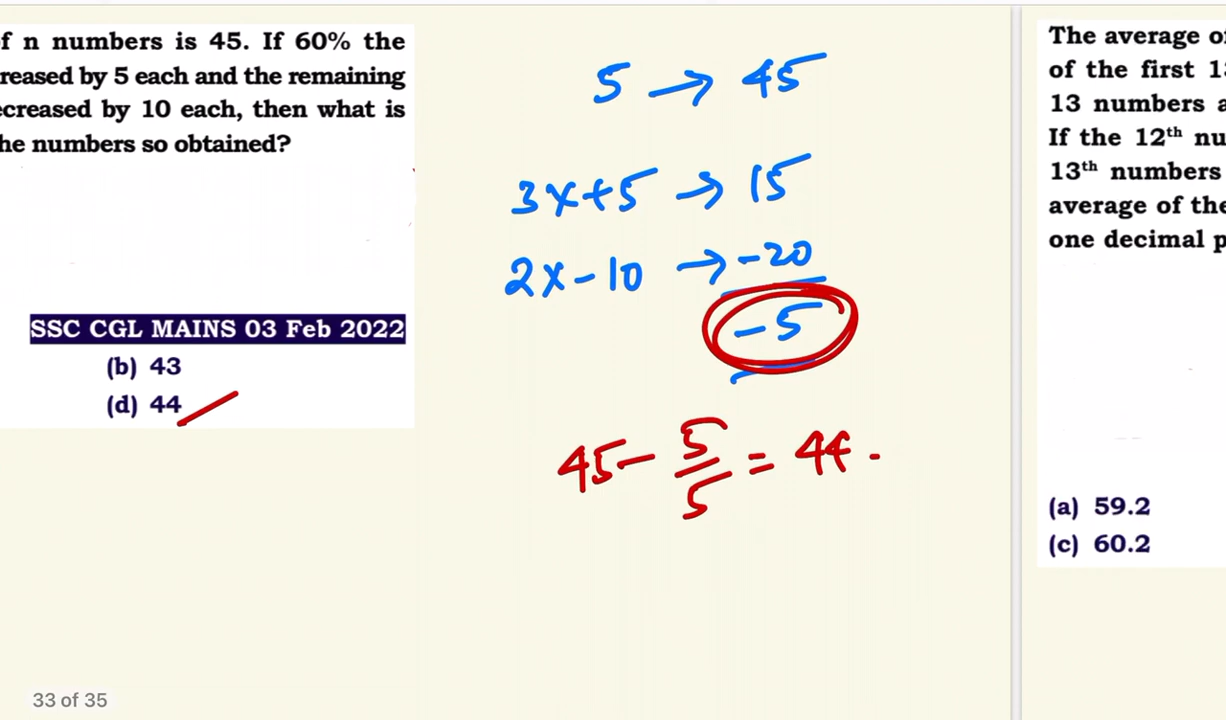 f n numbers is 45. If 60% the
reased by 5 each and the remaining
ecreased by 10 each, then what is
he numbers so obtained?
SSC CGL MAINS 03 Feb 2022
(b) 43
(d) 44
5 → 45
3x+5 → 15
2x-10 → -20
-5
45 - 5/5 = 44.
The average o
of the first 1
13 numbers a
If the 12th nu
13th numbers
average of the
one decimal p
(a) 59.2
(c) 60.2
33 of 35